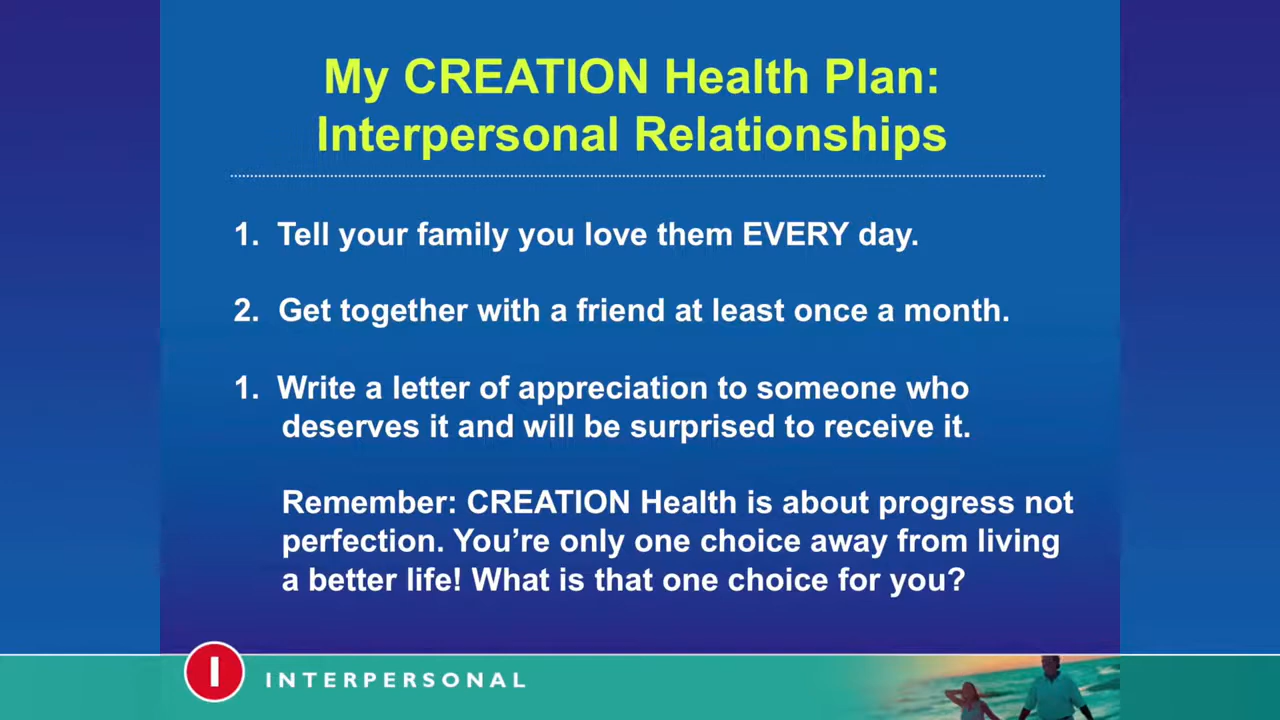 My CREATION Health Plan:
Interpersonal Relationships
1. Tell your family you love them EVERY day.
2. Get together with a friend at least once a month.
1. Write a letter of appreciation to someone who
deserves it and will be surprised to receive it.
Remember: CREATION Health is about progress not
perfection. You’re only one choice away from living
a better life! What is that one choice for you?
I INTERPERSONAL